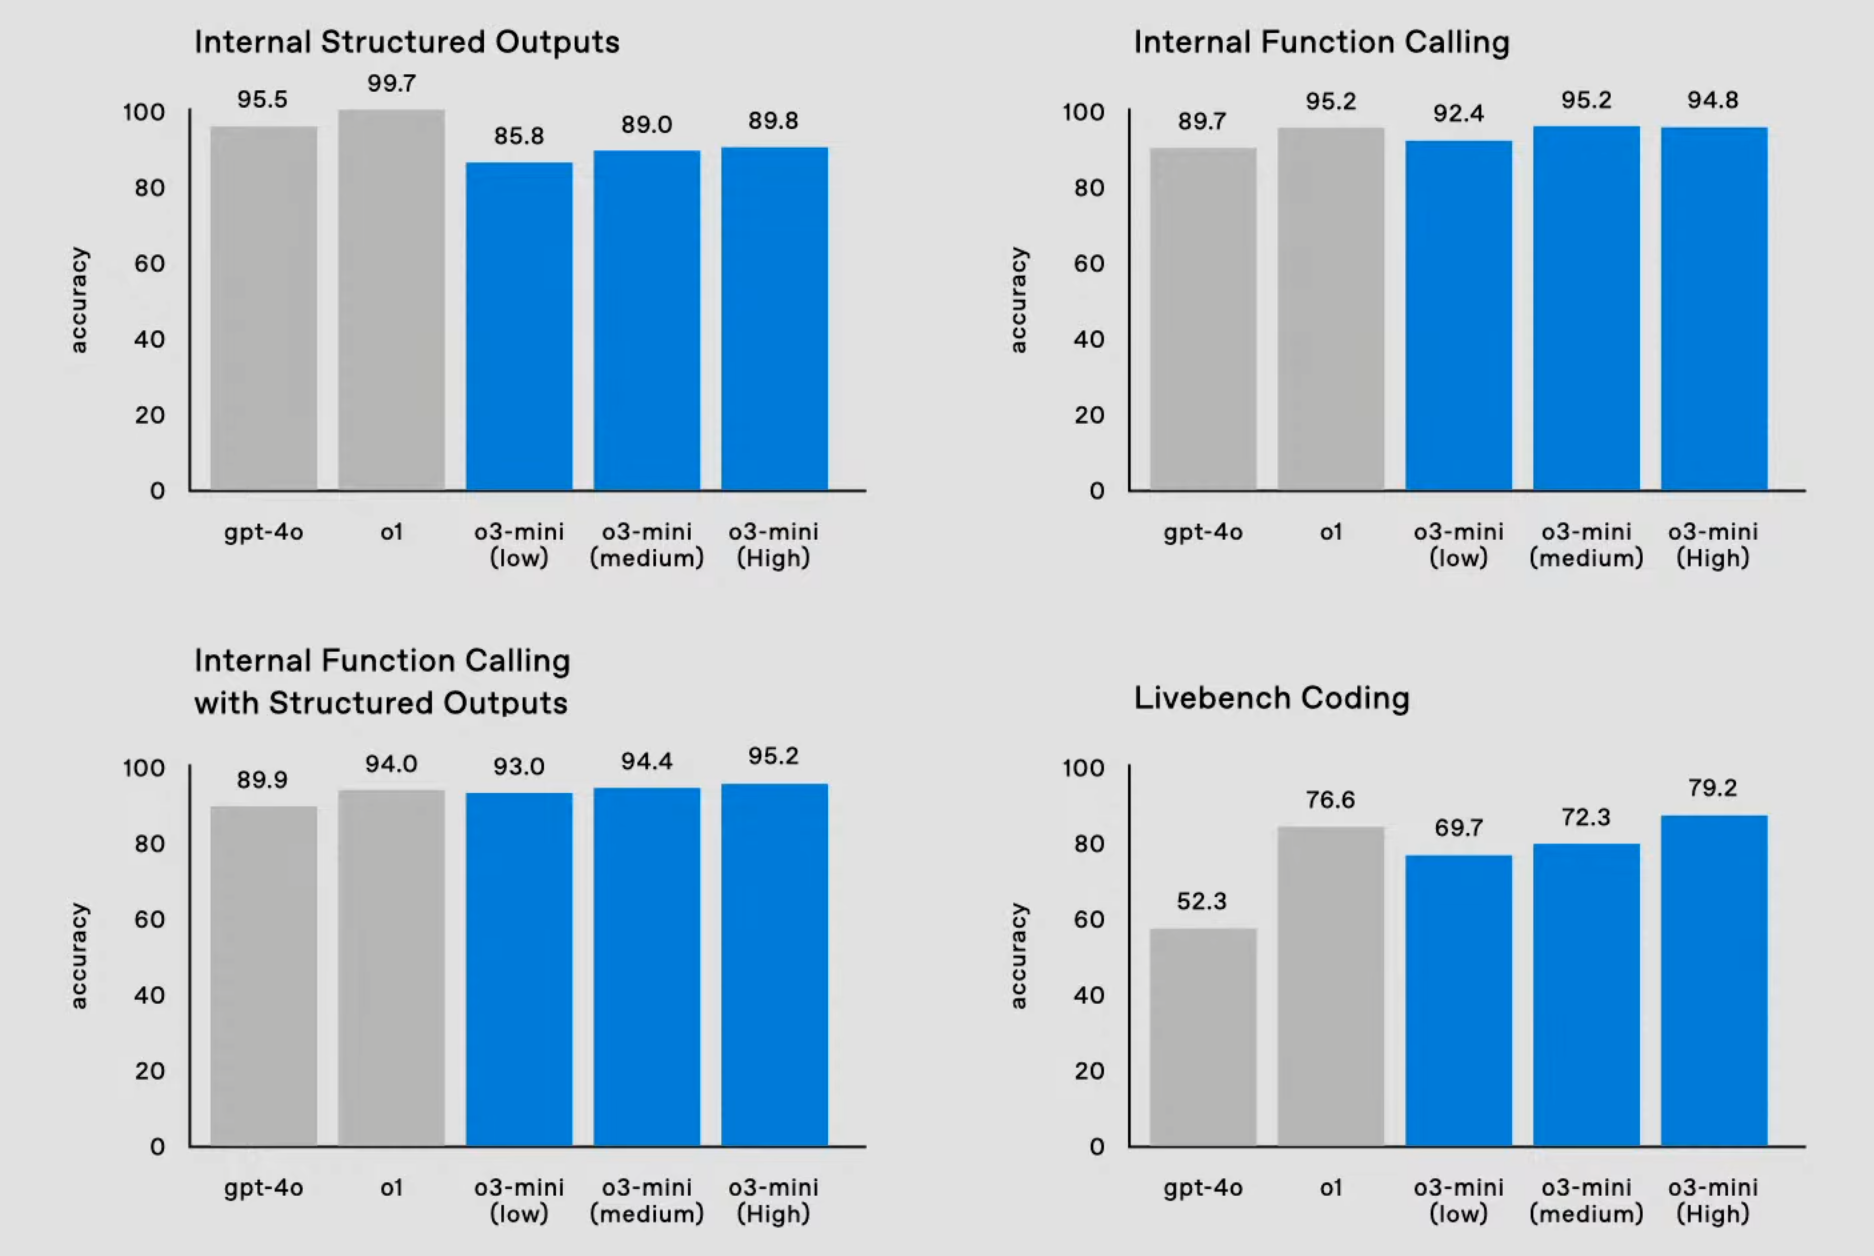 Internal Structured Outputs
95.5
99.7
85.8
89.0
89.8
100
80
60
40
20
0
accuracy
gpt-4o
o1
o3-mini
(low)
o3-mini
(medium)
o3-mini
(High)
Internal Function Calling
89.7
95.2
92.4
95.2
94.8
100
80
60
40
20
0
accuracy
gpt-4o
o1
o3-mini
(low)
o3-mini
(medium)
o3-mini
(High)
Internal Function Calling
with Structured Outputs
89.9
94.0
93.0
94.4
95.2
100
80
60
40
20
0
accuracy
gpt-4o
o1
o3-mini
(low)
o3-mini
(medium)
o3-mini
(High)
Livebench Coding
52.3
76.6
69.7
72.3
79.2
100
80
60
40
20
0
accuracy
gpt-4o
o1
o3-mini
(low)
o3-mini
(medium)
o3-mini
(High)